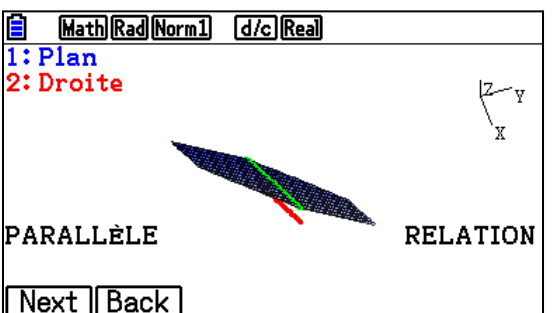 Math Rad Norm1 d/c Real
1:Plan
2:Droite
Z Y
X
PARALLÈLE RELATION
Next Back